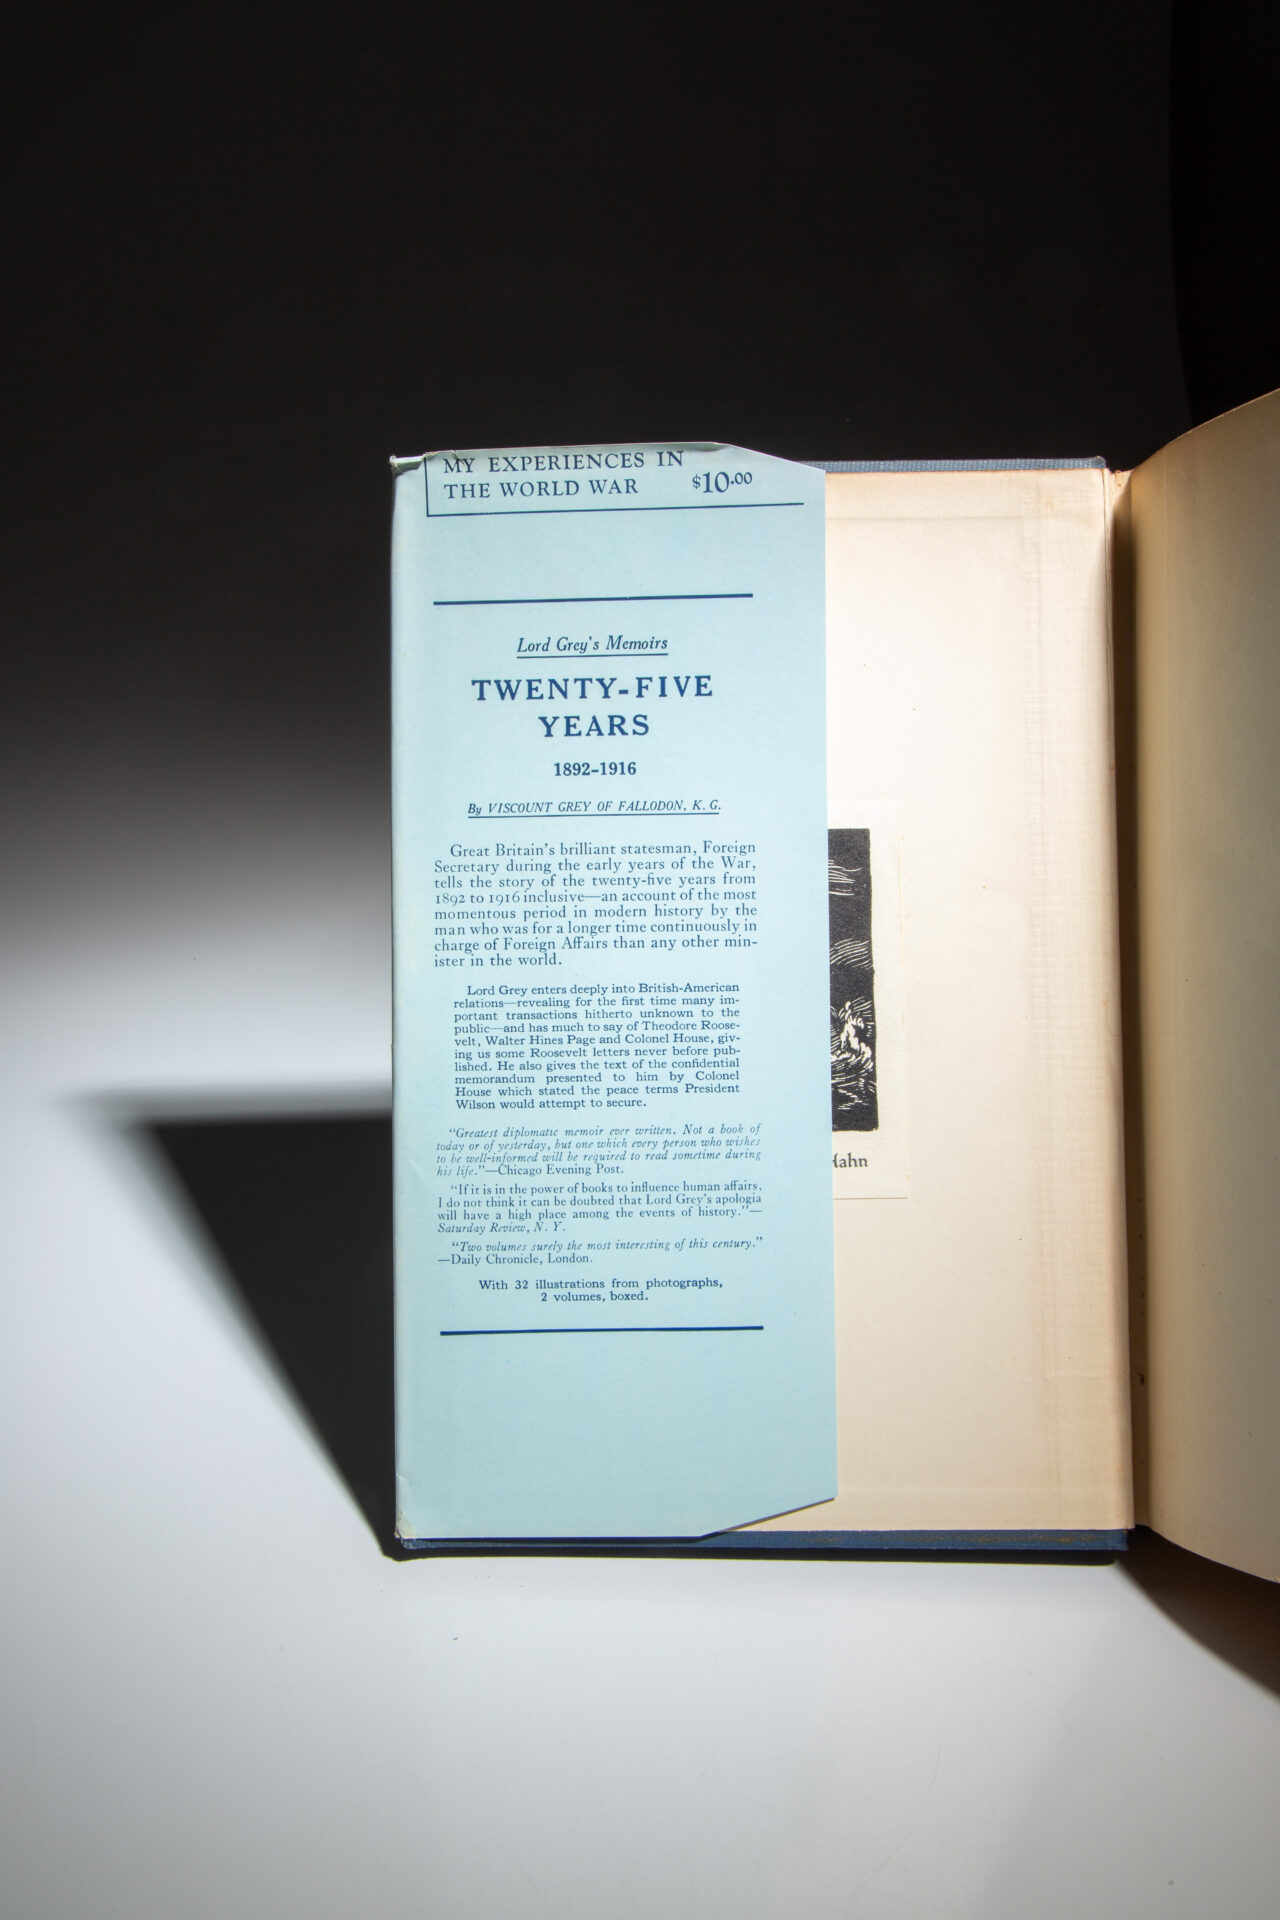 MY EXPERIENCES IN
THE WORLD WAR $10.00
Lord Grey's Memoirs
TWENTY-FIVE
YEARS
1892-1916
By VISCOUNT GREY OF FALLODON, K. G.
Great Britain's brilliant statesman, Foreign
Secretary during the early years of the War,
tells the story of the twenty-five years from
1892 to 1916 inclusive—an account of the most
momentous period in modern history by the
man who was for a longer time continuously in
charge of Foreign Affairs than any other min-
ister in the world.
Lord Grey enters deeply into British-American
relations—revealing for the first time many im-
portant transactions hitherto unknown to the
public—and has much to say of Theodore Roose-
velt, Walter Hines Page and Colonel House, giv-
ing us some Roosevelt letters never before pub-
lished. He also gives the text of the confidential
memorandum presented to him by Colonel
House which stated the peace terms President
Wilson would attempt to secure.
"Greatest diplomatic memoir ever written. Not a book of
today or of yesterday, but one which every person who wishes
to be well-informed will be required to read sometime during
his life."—Chicago Evening Post.
"If it is in the power of books to influence human affairs,
I do not think it can be doubted that Lord Grey's apologia
will have a high place among the events of history."—
Saturday Review, N. Y.
"Two volumes surely the most interesting of this century."
—Daily Chronicle, London.
With 32 illustrations from photographs,
2 volumes, boxed.